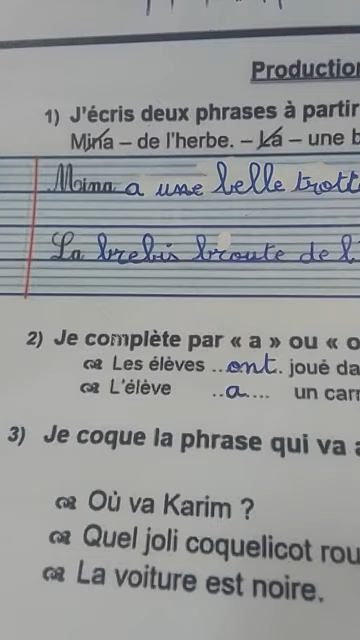 Production
1) J'écris deux phrases à partir
Mina – de l'herbe. – La – une b
Mina a une belle trott
La brebis broute de l'
2) Je complète par « a » ou « o
Les élèves ..ont.. joué da
L'élève ..a.... un car
3) Je coque la phrase qui va a
Où va Karim ?
Quel joli coquelicot rou
La voiture est noire.